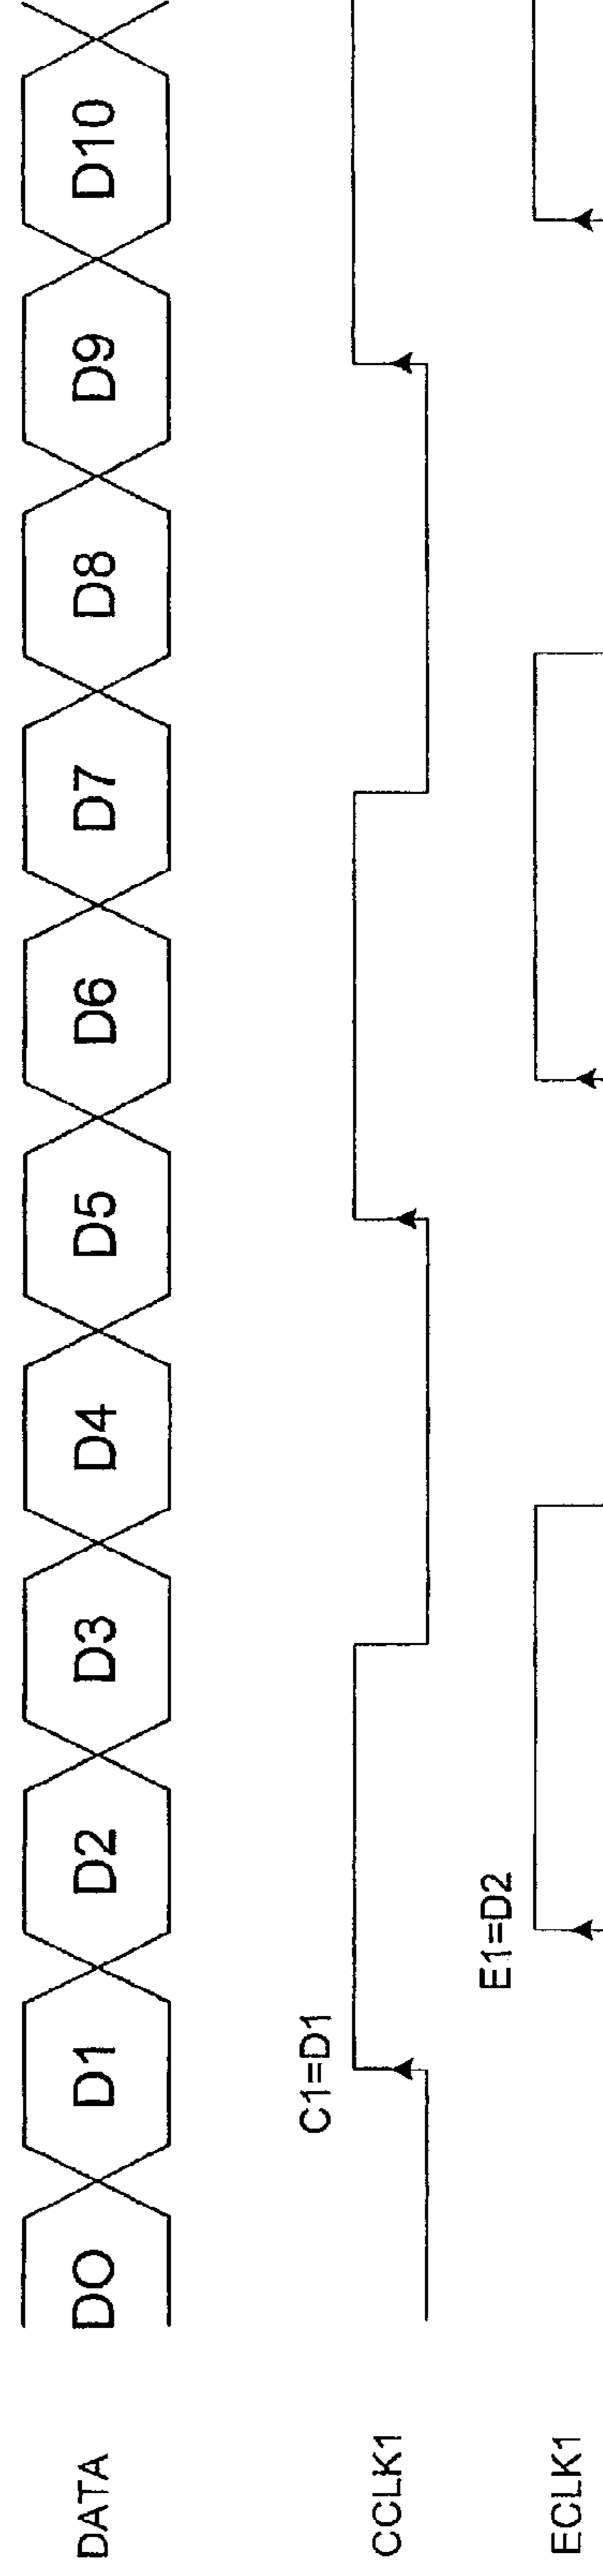 DATA DO D1 D2 D3 D4 D5 D6 D7 D8 D9 D10
C1=D1
CCLK1
E1=D2
ECLK1